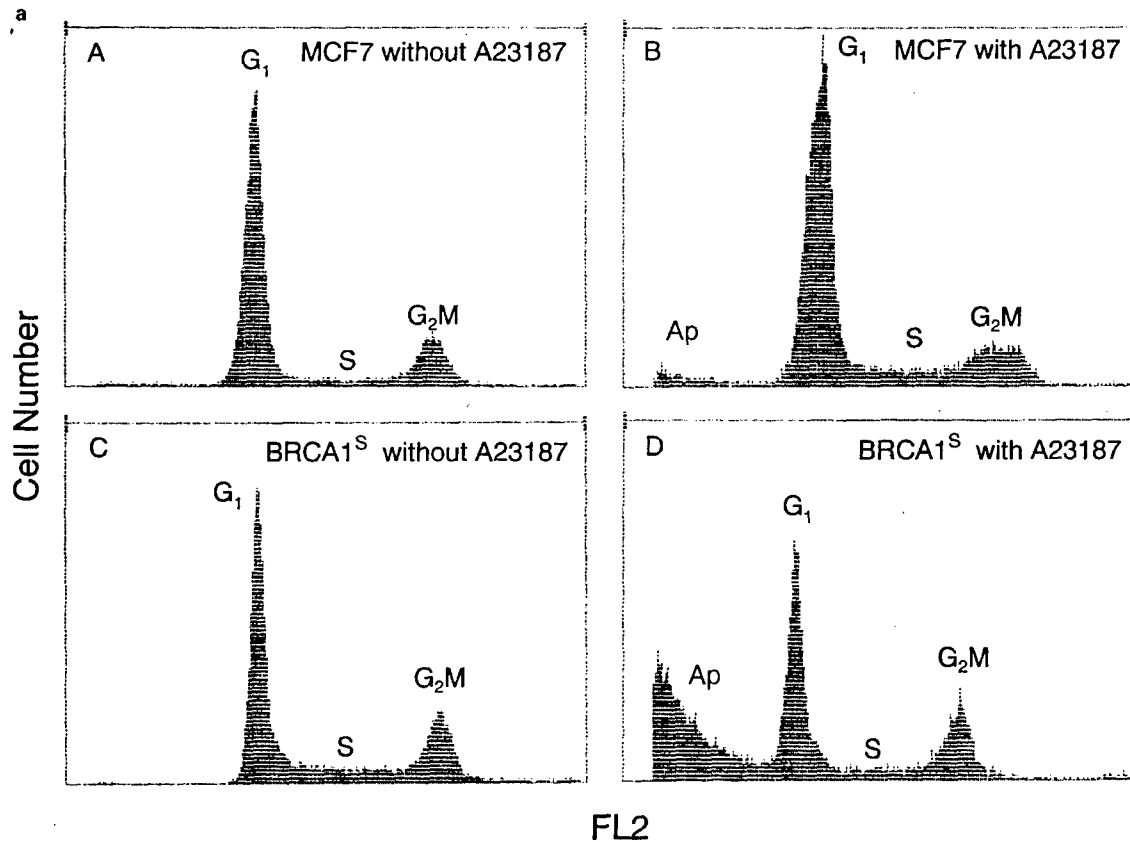 a
A
MCF7 without A23187
G₁
S
G₂M
B
MCF7 with A23187
Ap
G₁
S
G₂M
C
BRCA1ˢ without A23187
G₁
S
G₂M
D
BRCA1ˢ with A23187
Ap
G₁
S
G₂M
Cell Number
FL2